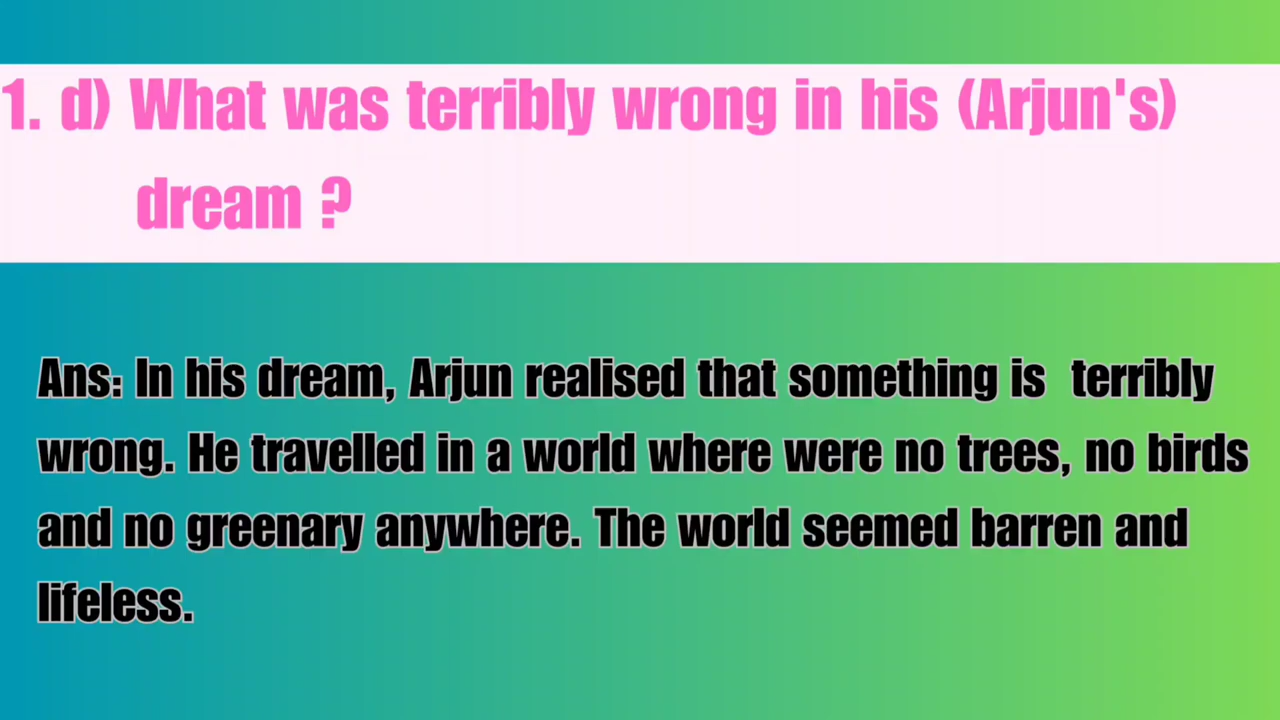 1. d) What was terribly wrong in his (Arjun's)
dream ?
Ans: In his dream, Arjun realised that something is terribly
wrong. He travelled in a world where were no trees, no birds
and no greenary anywhere. The world seemed barren and
lifeless.